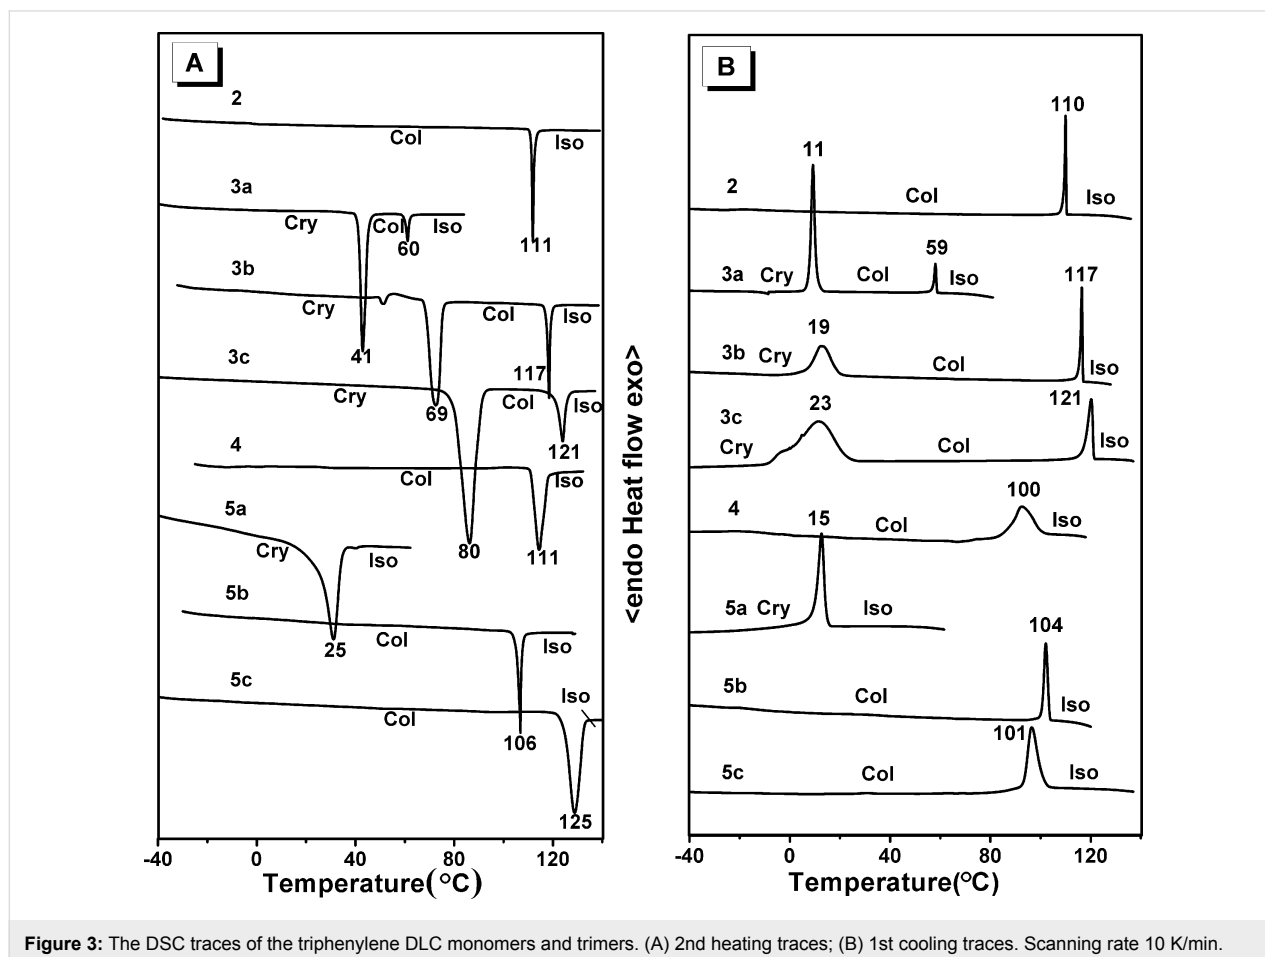 A
2
Col
Iso
111
3a
Cry
Col
Iso
60
41
3b
Cry
Col
Iso
117
69
3c
Cry
Col
Iso
121
80
4
Col
Iso
111
5a
Cry
Iso
25
5b
Col
Iso
106
5c
Col
Iso
125
-40 0 40 80 120
Temperature(°C)
<endo Heat flow exo>
B
110
2
Col
Iso
11
3a
Cry
Col
59
Iso
117
3b
Cry
19
Col
Iso
121
3c
Cry
23
Col
Iso
4
Col
100
Iso
15
5a
Cry
Iso
104
5b
Col
Iso
101
5c
Col
Iso
-40 0 40 80 120
Temperature(°C)
Figure 3: The DSC traces of the triphenylene DLC monomers and trimers. (A) 2nd heating traces; (B) 1st cooling traces. Scanning rate 10 K/min.